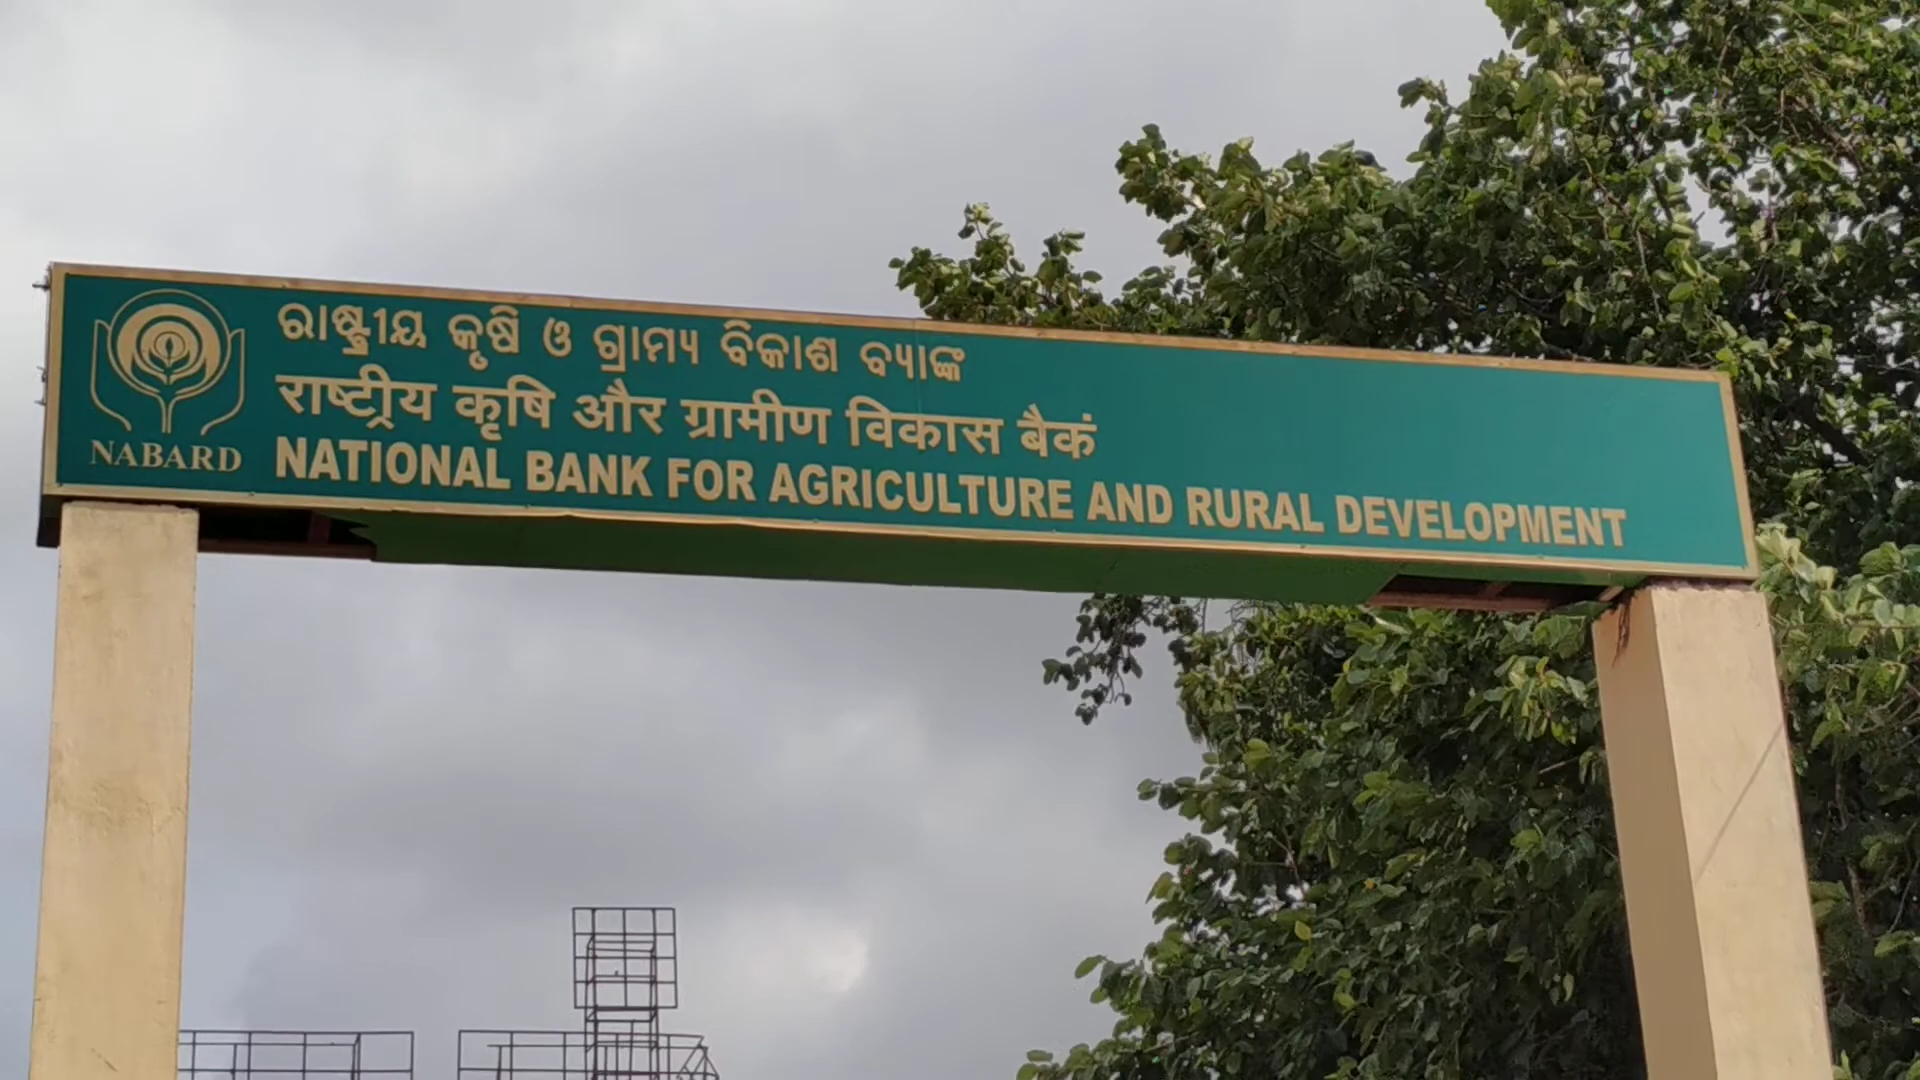 ରାଷ୍ଟ୍ରୀୟ କୃଷି ଓ ଗ୍ରାମ୍ୟ ବିକାଶ ବ୍ୟାଙ୍କ
राष्ट्रीय कृषि और ग्रामीण विकास बैकं
NABARD
NATIONAL BANK FOR AGRICULTURE AND RURAL DEVELOPMENT